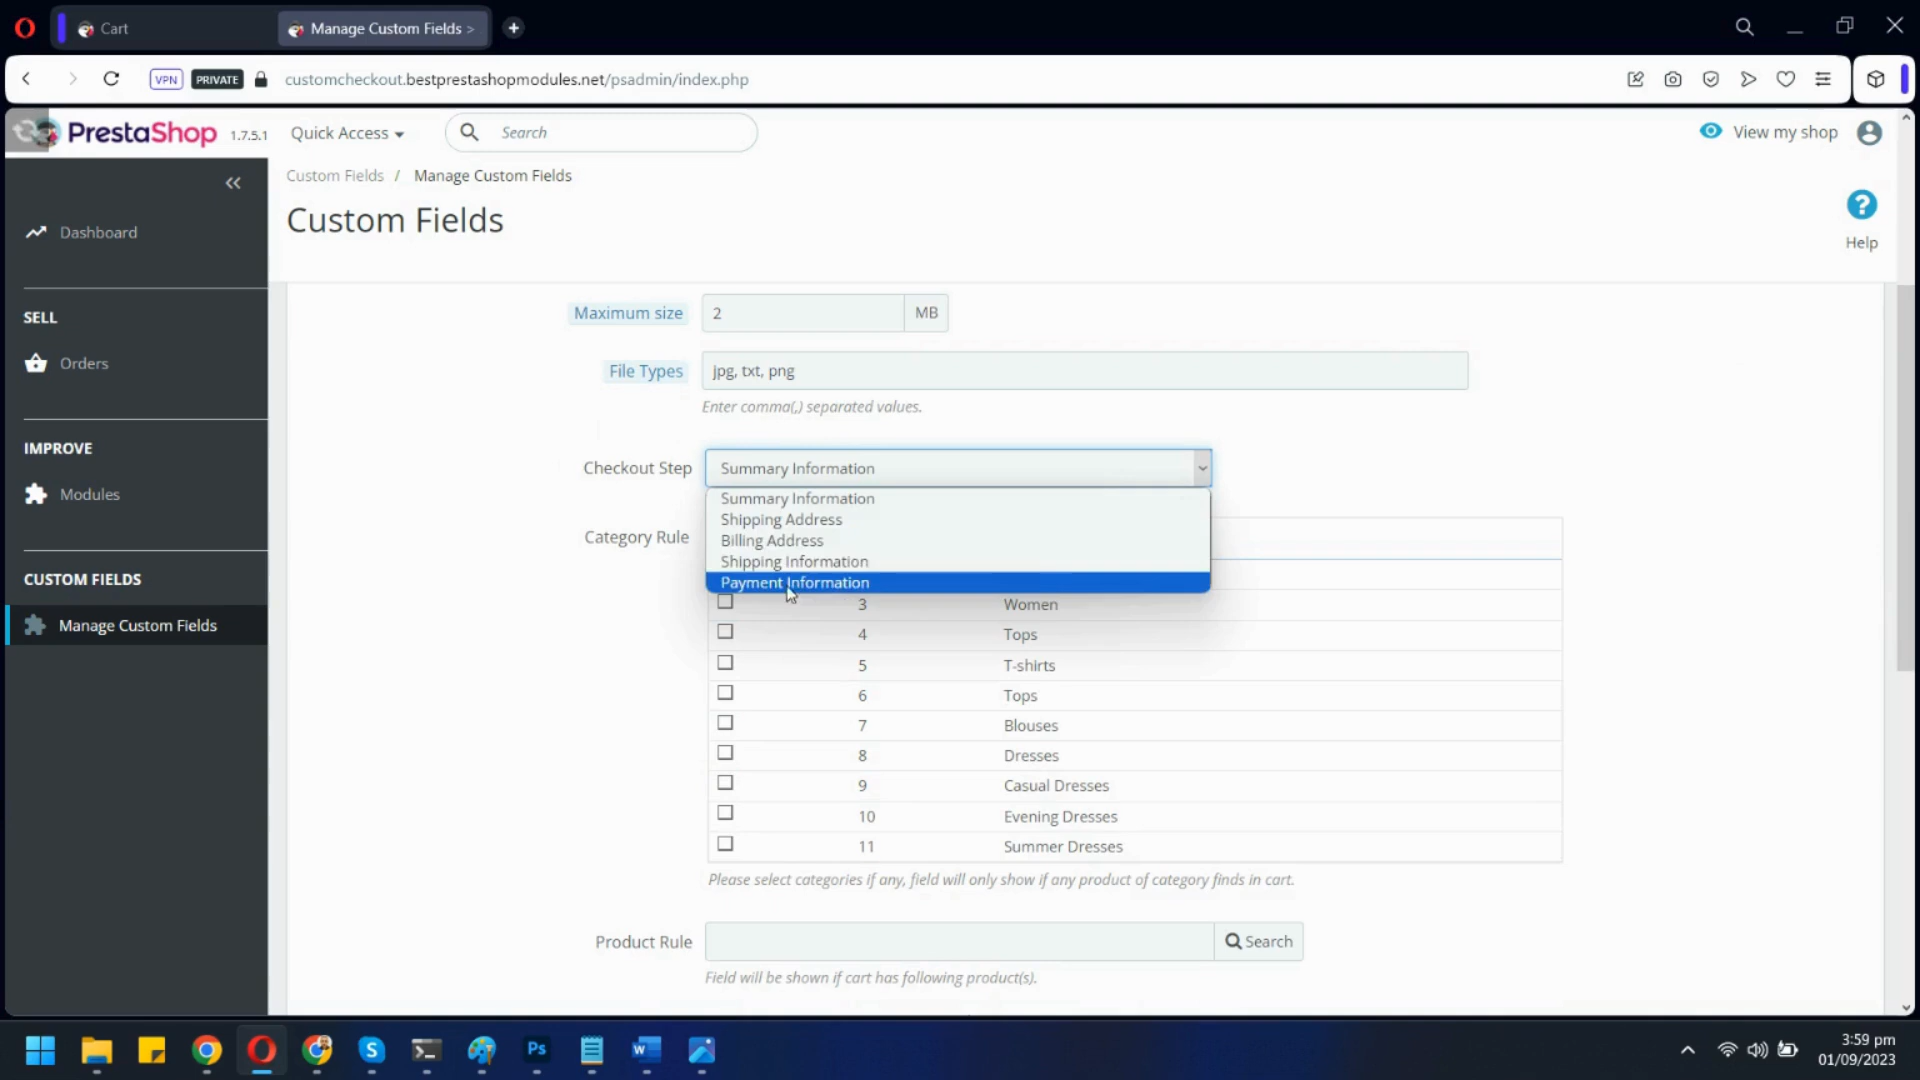 Cart
Manage Custom Fields >
VPN
PRIVATE
customcheckout.bestprestashopmodules.net/psadmin/index.php
PrestaShop 1.7.5.1
Quick Access
Search
View my shop
Custom Fields / Manage Custom Fields
Custom Fields
Help
Dashboard
SELL
Orders
IMPROVE
Modules
CUSTOM FIELDS
Manage Custom Fields
Maximum size 2 MB
File Types jpg, txt, png
Enter comma(,) separated values.
Checkout Step Summary Information
Summary Information
Shipping Address
Billing Address
Shipping Information
Payment Information
Category Rule
3 Women
4 Tops
5 T-shirts
6 Tops
7 Blouses
8 Dresses
9 Casual Dresses
10 Evening Dresses
11 Summer Dresses
Please select categories if any, field will only show if any product of category finds in cart.
Product Rule
Search
Field will be shown if cart has following product(s).
3:59 pm
01/09/2023